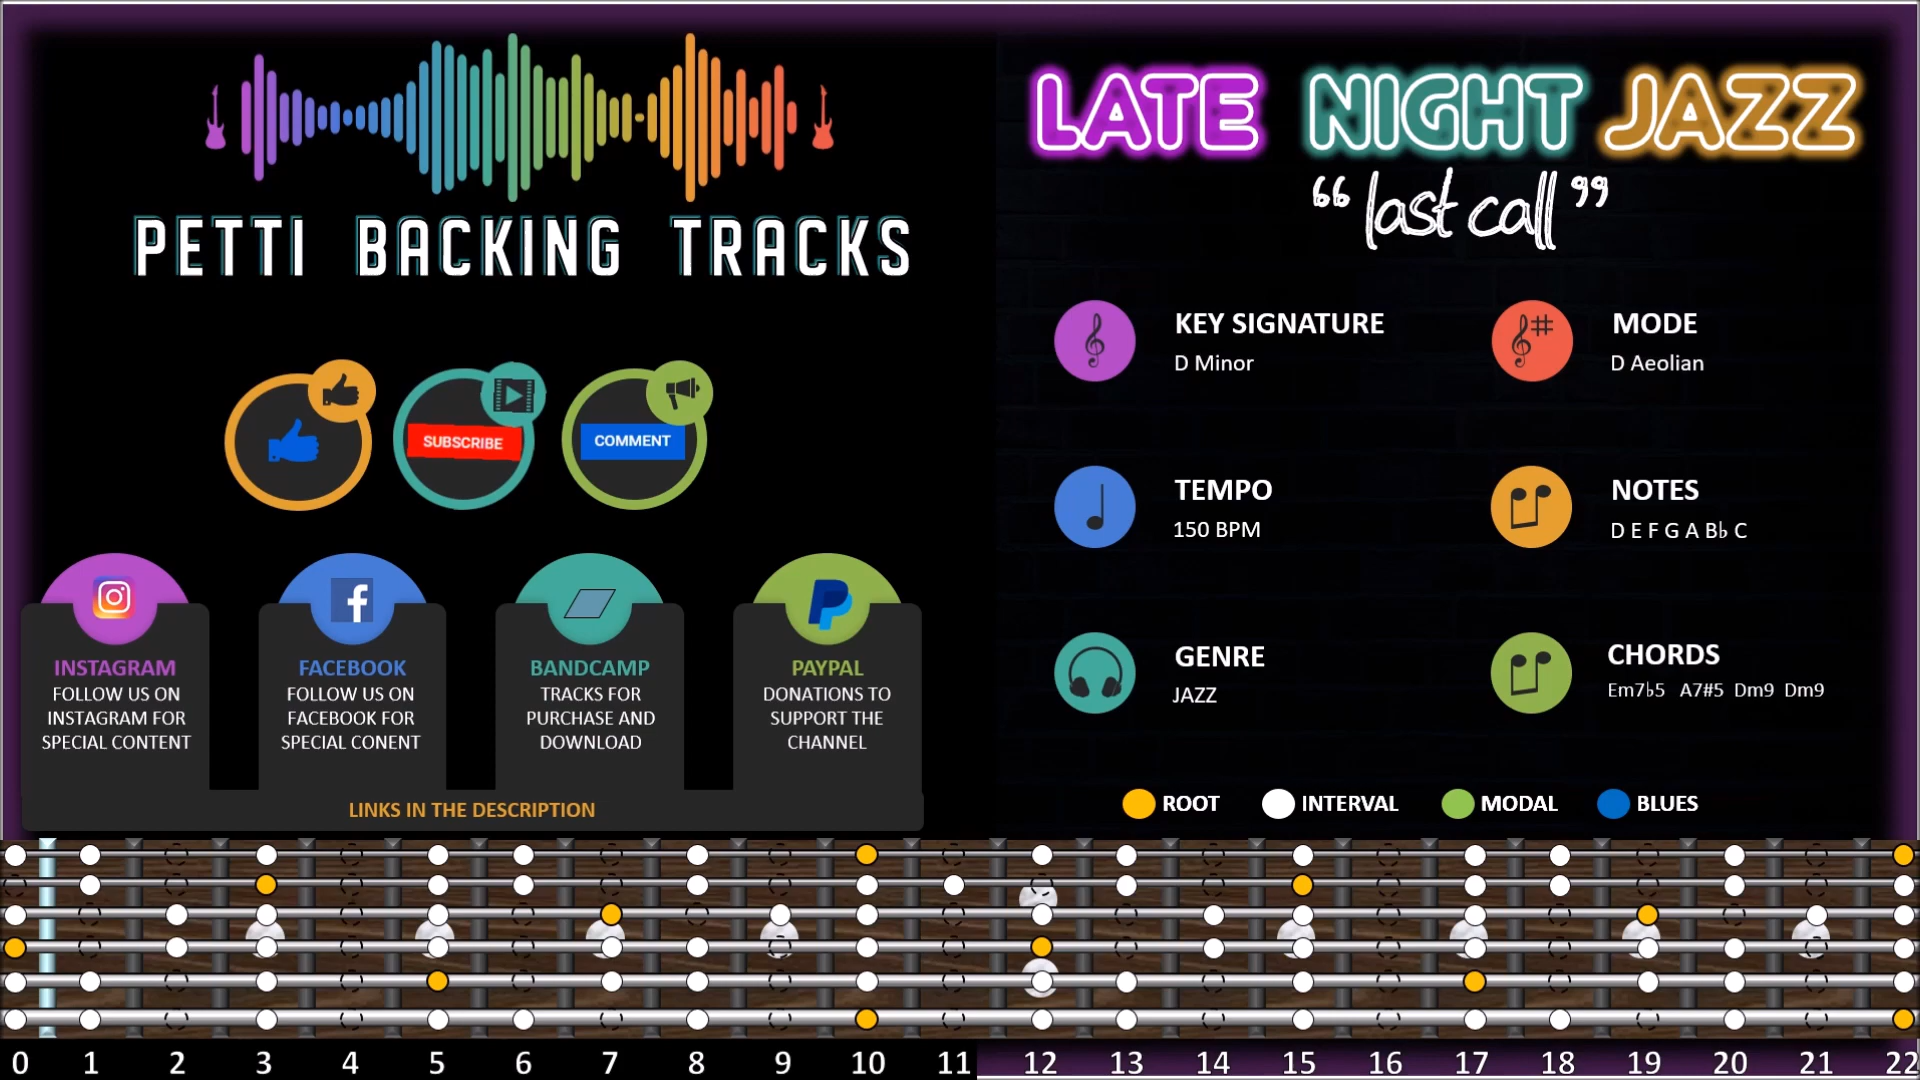 PETTI BACKING TRACKS
SUBSCRIBE
COMMENT
INSTAGRAM
FOLLOW US ON
INSTAGRAM FOR
SPECIAL CONTENT
FACEBOOK
FOLLOW US ON
FACEBOOK FOR
SPECIAL CONENT
BANDCAMP
TRACKS FOR
PURCHASE AND
DOWNLOAD
PAYPAL
DONATIONS TO
SUPPORT THE
CHANNEL
LINKS IN THE DESCRIPTION
LATE NIGHT JAZZ
“last call”
KEY SIGNATURE
D Minor
MODE
D Aeolian
TEMPO
150 BPM
NOTES
D E F G A B♭ C
GENRE
JAZZ
CHORDS
Em7♭5 A7#5 Dm9 Dm9
ROOT INTERVAL MODAL BLUES
0 1 2 3 4 5 6 7 8 9 10 11 12 13 14 15 16 17 18 19 20 21 22